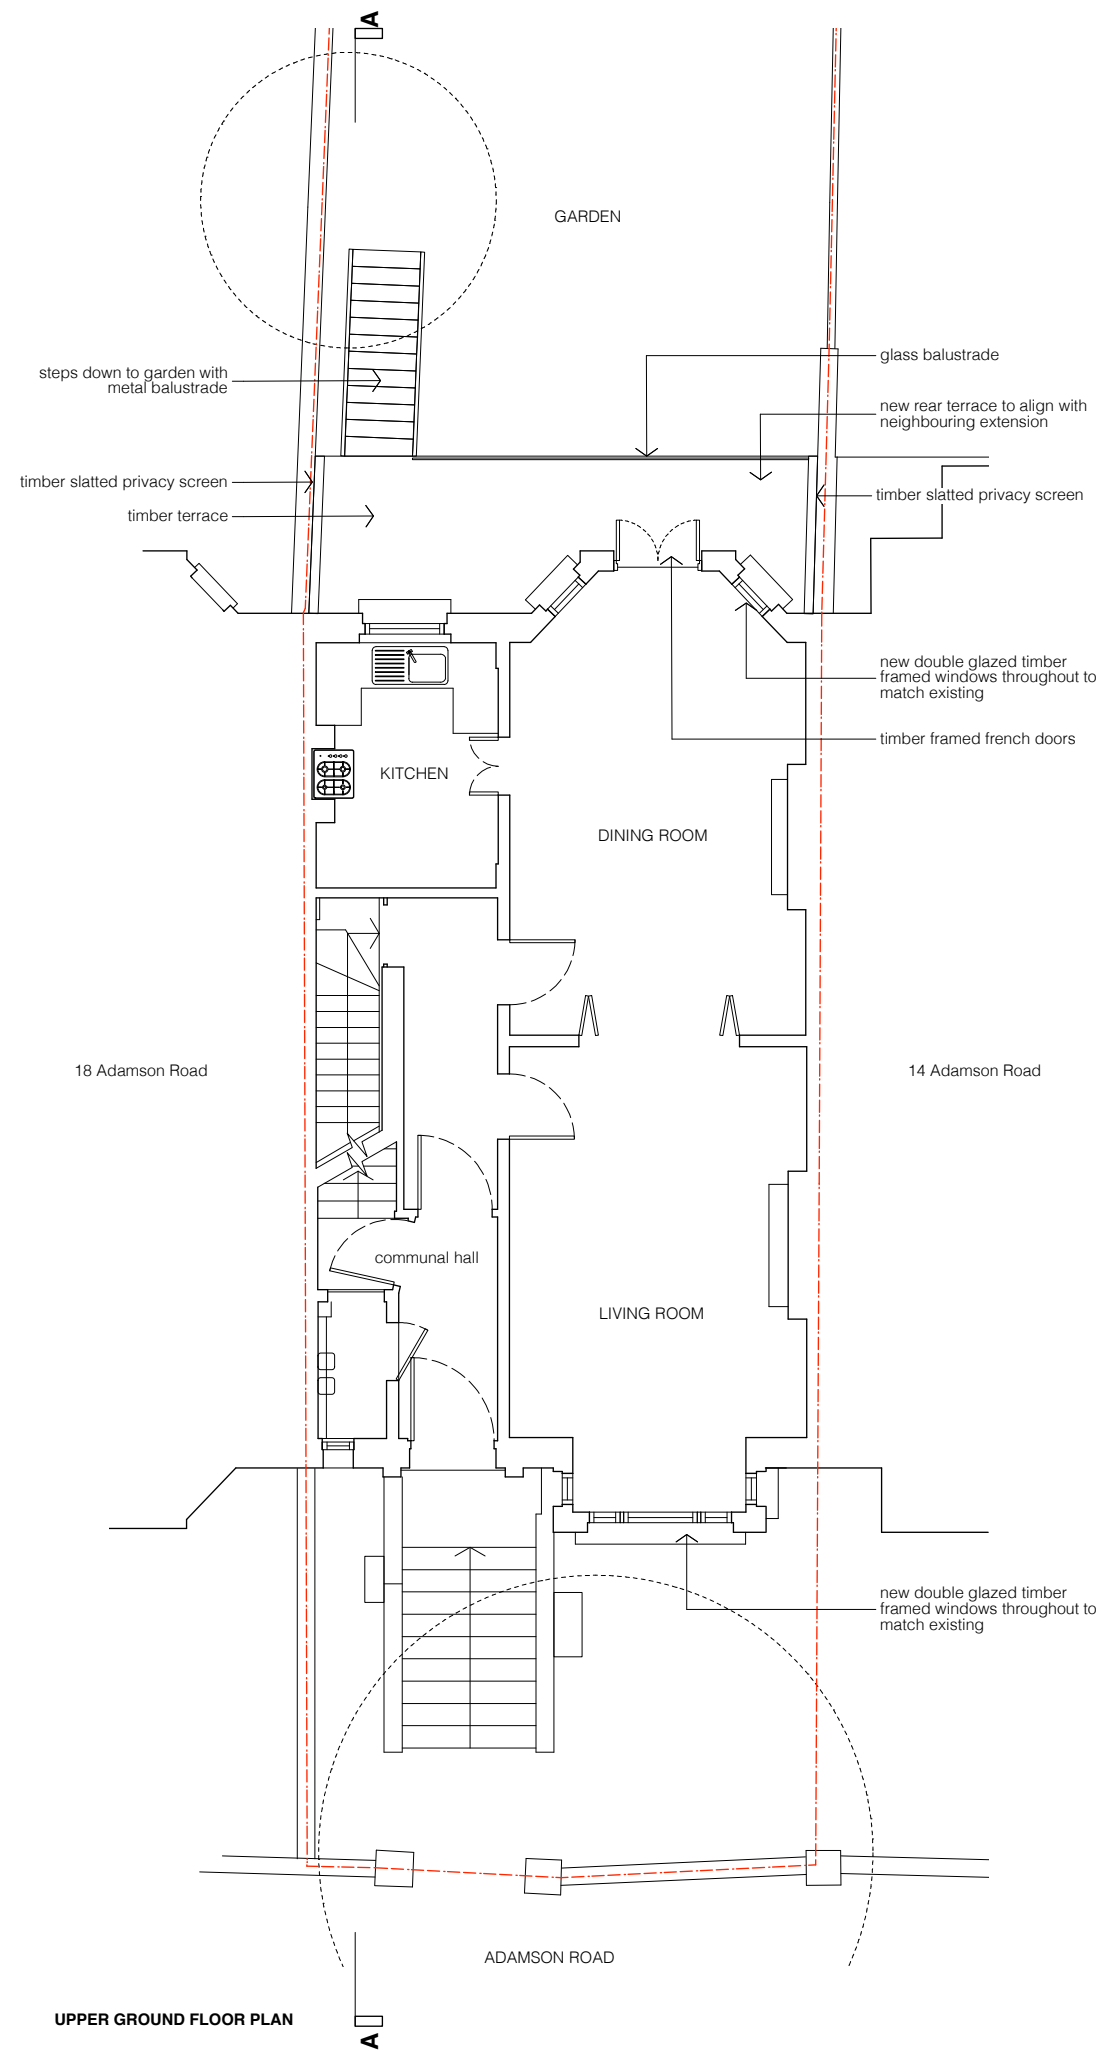 A
GARDEN
glass balustrade
steps down to garden with
metal balustrade
new rear terrace to align with
neighbouring extension
timber slatted privacy screen
timber slatted privacy screen
timber terrace
new double glazed timber
framed windows throughout to
match existing
timber framed french doors
KITCHEN
DINING ROOM
18 Adamson Road
14 Adamson Road
communal hall
LIVING ROOM
new double glazed timber
framed windows throughout to
match existing
ADAMSON ROAD
UPPER GROUND FLOOR PLAN
A